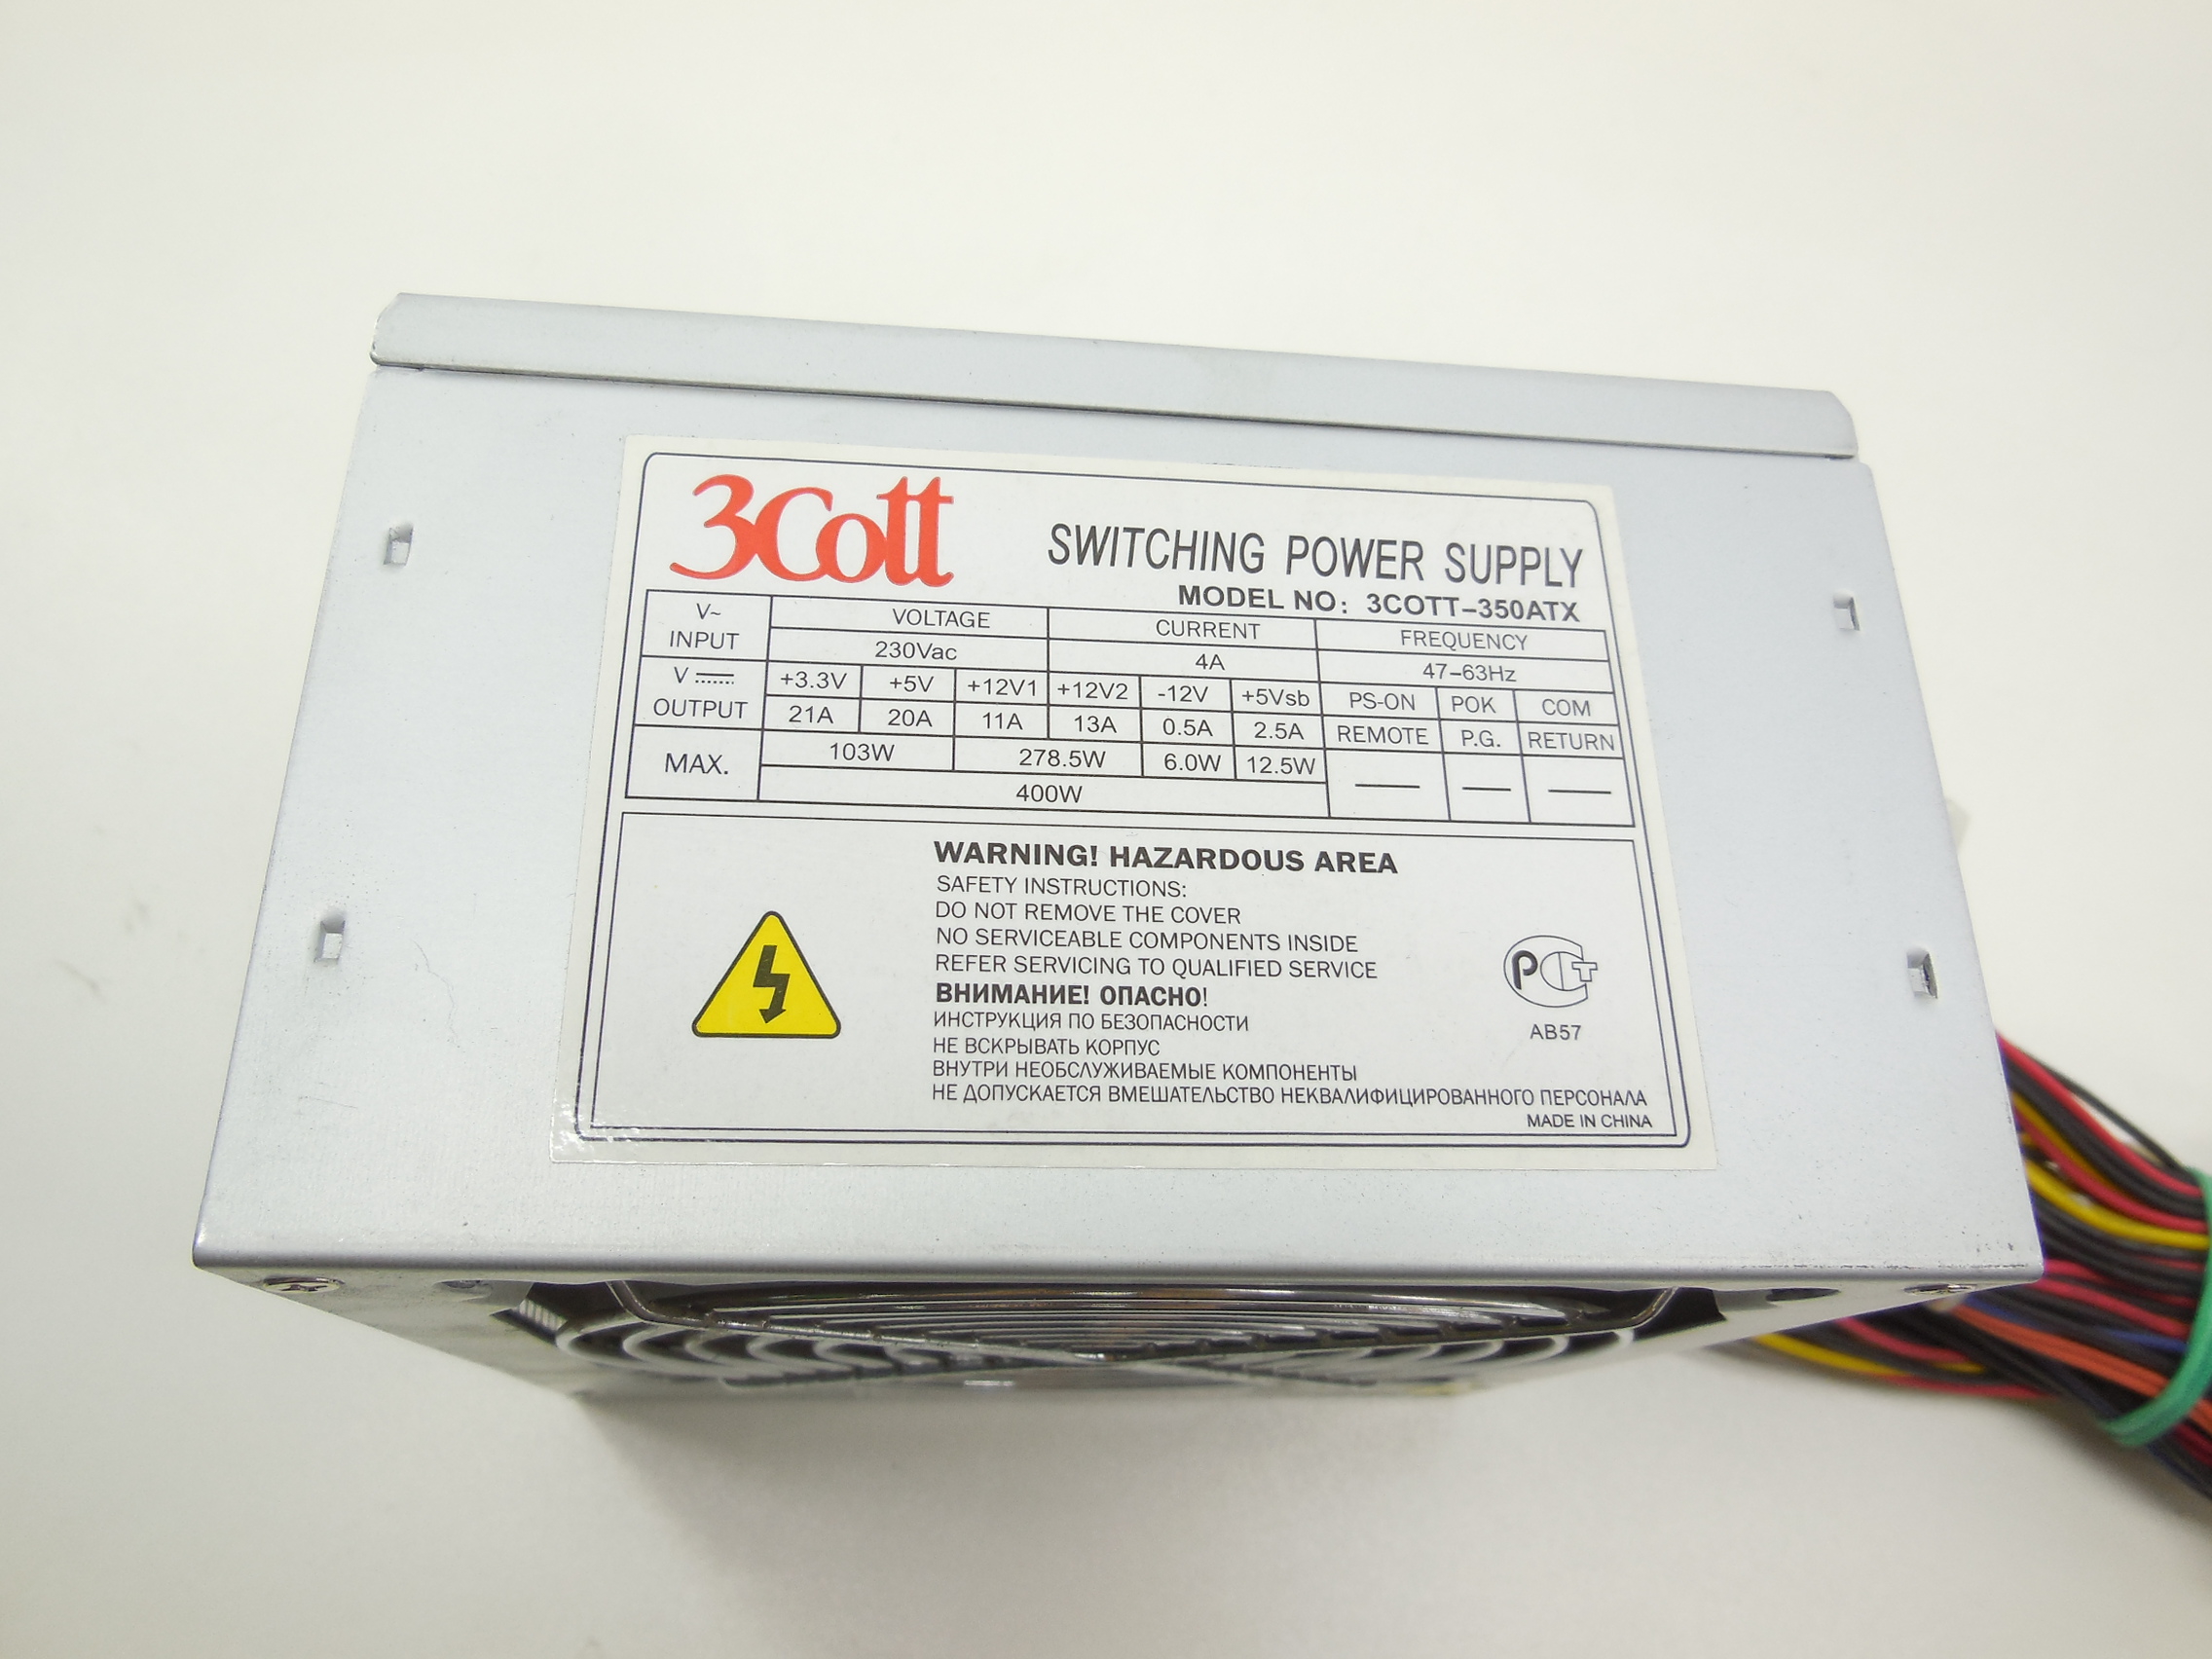 3Cott
SWITCHING POWER SUPPLY
MODEL NO: 3COTT-350ATX
V~ INPUT VOLTAGE CURRENT FREQUENCY
230Vac 4A 47-63Hz
V OUTPUT +3.3V +5V +12V1 +12V2 -12V +5Vsb PS-ON POK COM
21A 20A 11A 13A 0.5A 2.5A REMOTE P.G. RETURN
MAX. 103W 278.5W 6.0W 12.5W — — —
400W
WARNING! HAZARDOUS AREA
SAFETY INSTRUCTIONS:
DO NOT REMOVE THE COVER
NO SERVICEABLE COMPONENTS INSIDE
REFER SERVICING TO QUALIFIED SERVICE
ВНИМАНИЕ! ОПАСНО!
ИНСТРУКЦИЯ ПО БЕЗОПАСНОСТИ
НЕ ВСКРЫВАТЬ КОРПУС
ВНУТРИ НЕОБСЛУЖИВАЕМЫЕ КОМПОНЕНТЫ
НЕ ДОПУСКАЕТСЯ ВМЕШАТЕЛЬСТВО НЕКВАЛИФИЦИРОВАННОГО ПЕРСОНАЛА
РСТ
АВ57
MADE IN CHINA